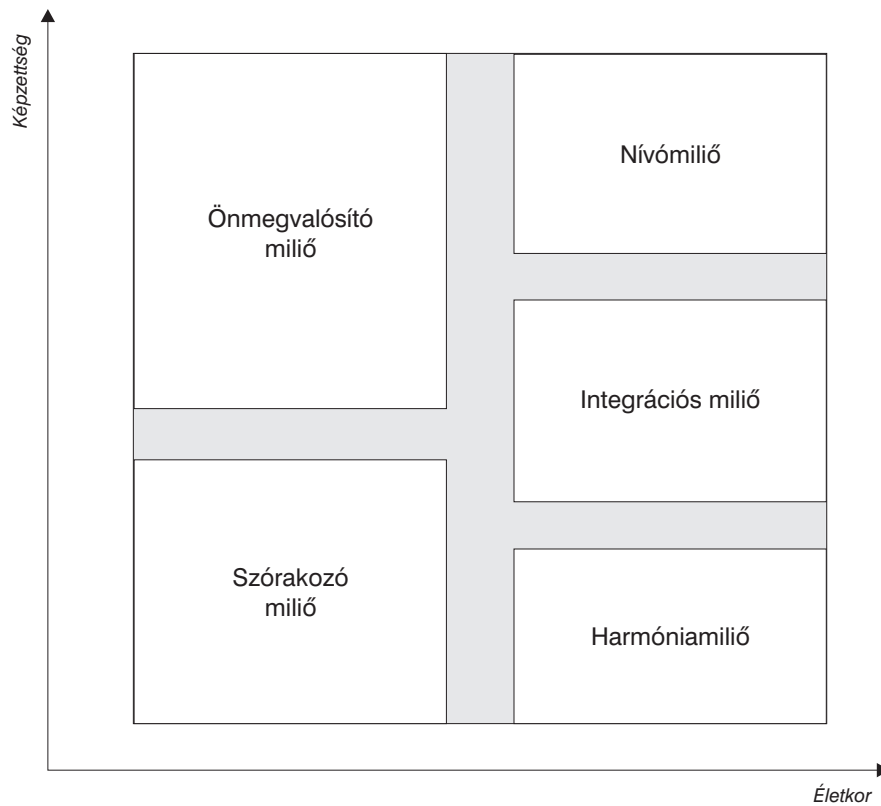 Képzettség
Önmegvalósító
miliő
Nívómiliő
Integrációs miliő
Szórakozó
miliő
Harmóniamiliő
Életkor